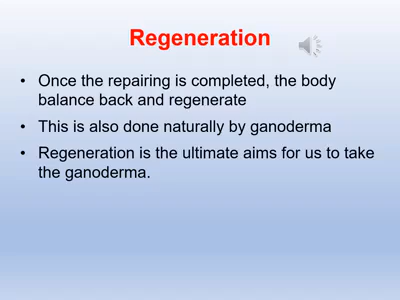 Regeneration
• Once the repairing is completed, the body
balance back and regenerate
• This is also done naturally by ganoderma
• Regeneration is the ultimate aims for us to take
the ganoderma.